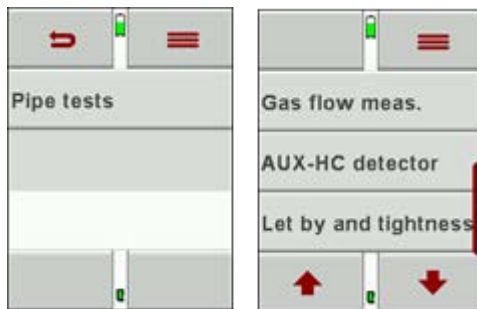 Pipe tests
Gas flow meas.
AUX-HC detector
Let by and tightness